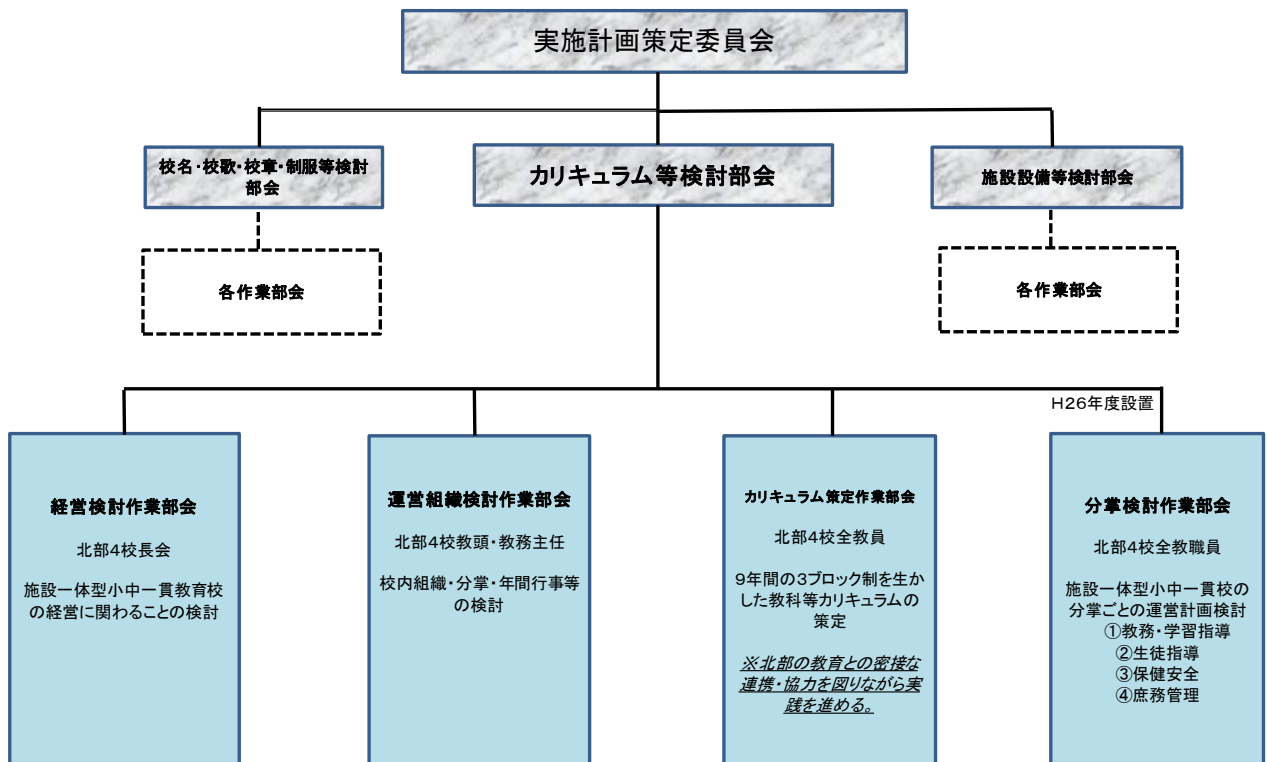 実施計画策定委員会
校名・校歌・校章・制服等検討
部会
カリキュラム等検討部会
施設設備等検討部会
各作業部会
各作業部会
H26年度設置
経営検討作業部会
北部4校長会
施設一体型小中一貫教育校
の経営に関わることの検討
運営組織検討作業部会
北部4校教頭・教務主任
校内組織・分掌・年間行事等
の検討
カリキュラム策定作業部会
北部4校全教員
9年間の3ブロック制を生か
した教科等カリキュラムの
策定
※北部の教育との密接な
連携・協力を図りながら実
践を進める。
分掌検討作業部会
北部4校全教職員
施設一体型小中一貫校の
分掌ごとの運営計画検討
①教務・学習指導
②生徒指導
③保健安全
④庶務管理